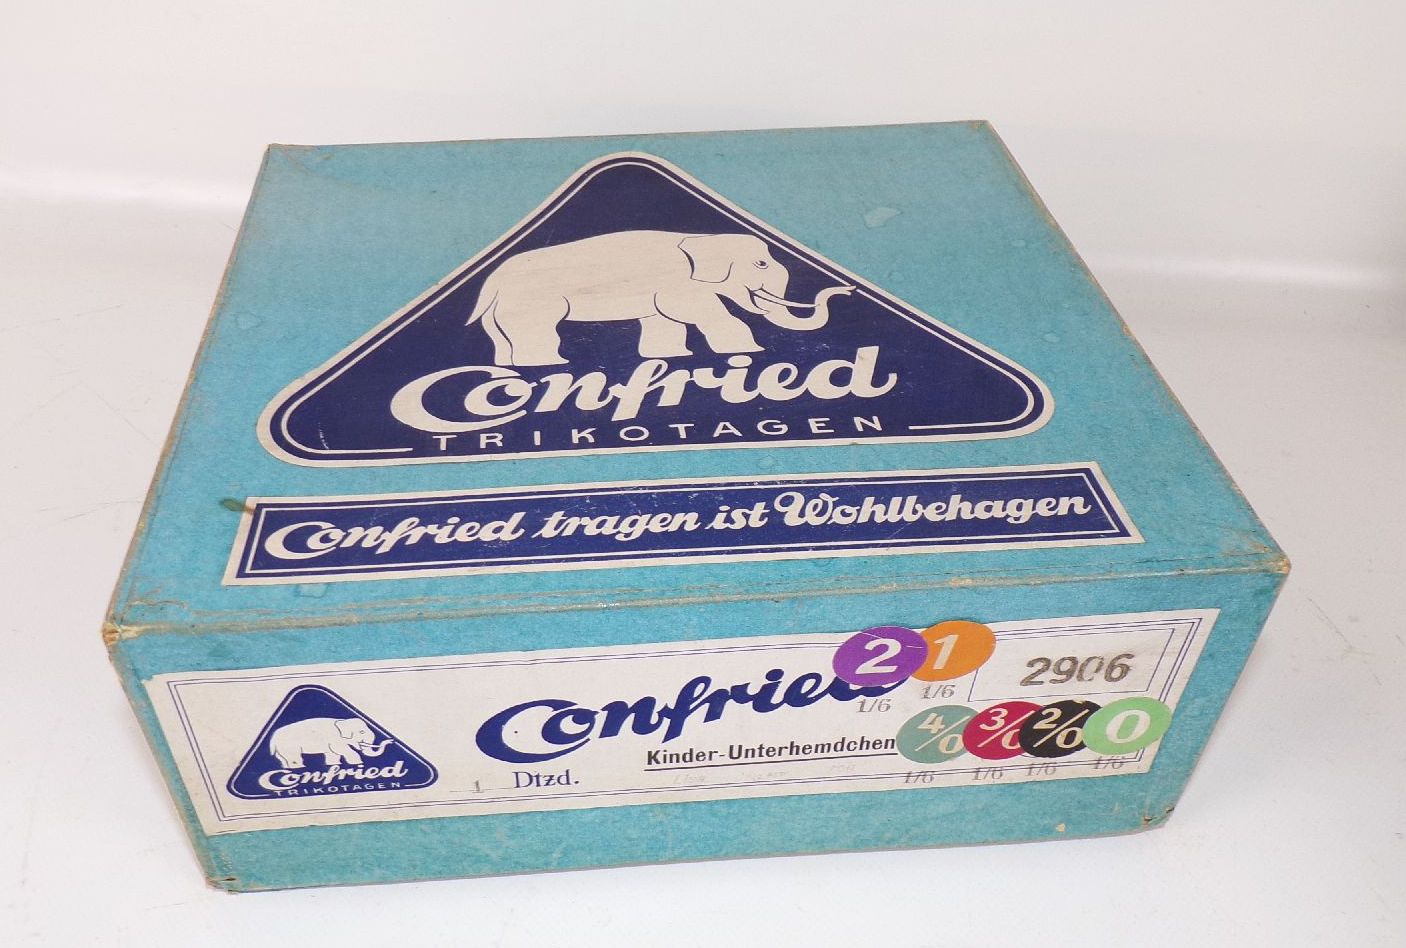 Confried
TRIKOTAGEN
Confried tragen ist Wohlbehagen
Confried
TRIKOTAGEN
Confried
Kinder-Unterhemdchen
1 Dtzd.
2
1
1/6
1/6
2906
4/0
3/0
2/0
0
1/6
1/6
1/6
1/6